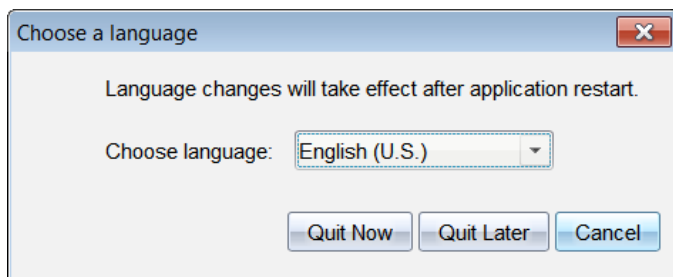 Choose a language
Language changes will take effect after application restart.
Choose language: English (U.S.)
Quit Now Quit Later Cancel